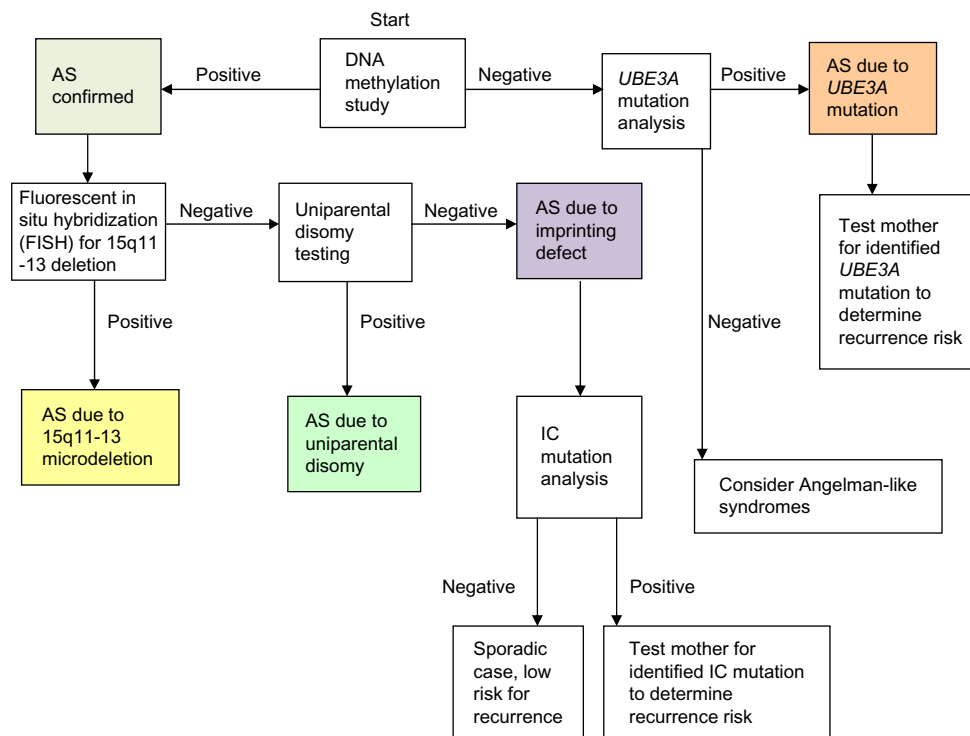 Start
AS
confirmed
Positive
DNA
methylation
study
Negative
UBE3A
mutation
analysis
Positive
AS due to
UBE3A
mutation
Fluorescent in
situ hybridization
(FISH) for 15q11
-13 deletion
Negative
Uniparental
disomy
testing
Negative
AS due to
imprinting
defect
Test mother
for identified
UBE3A
mutation to
determine
recurrence risk
Positive
Positive
Negative
AS due to
15q11-13
microdeletion
AS due to
uniparental
disomy
IC
mutation
analysis
Consider Angelman-like
syndromes
Negative
Positive
Sporadic
case, low
risk for
recurrence
Test mother for
identified IC mutation
to determine
recurrence risk